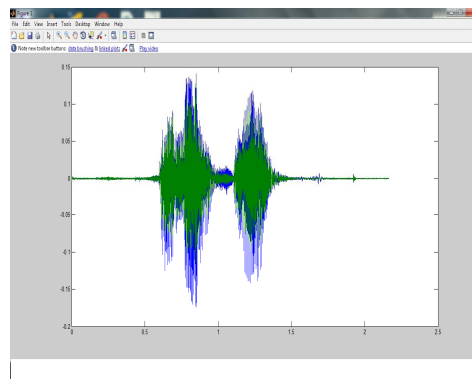 Figure 1
File Edit View Insert Tools Desktop Window Help
Note new toolbar buttons: data brushing & linked plots Play video
0.15
0.1
0.05
0
-0.05
-0.1
-0.15
-0.2
0 0.5 1 1.5 2 2.5